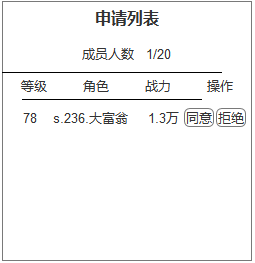 申请列表
成员人数 1/20
等级 角色 战力 操作
78 s.236.大富翁 1.3万 同意 拒绝